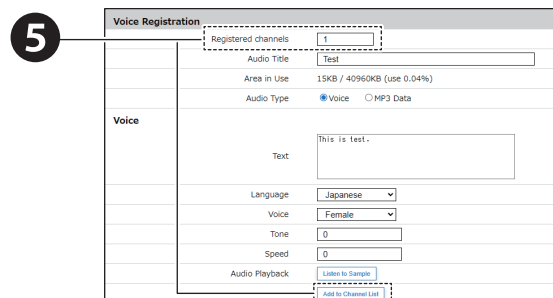 5
Voice Registration
Registered channels 1
Audio Title Test
Area in Use 15KB / 40960KB (use 0.04%)
Audio Type Voice MP3 Data
Voice
Text This is test.
Language Japanese
Voice Female
Tone 0
Speed 0
Audio Playback Listen to Sample
Add to Channel List